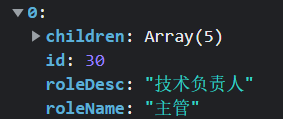 ▼ 0:
▶ children: Array(5)
id: 30
roleDesc: "技术负责人"
roleName: "主管"